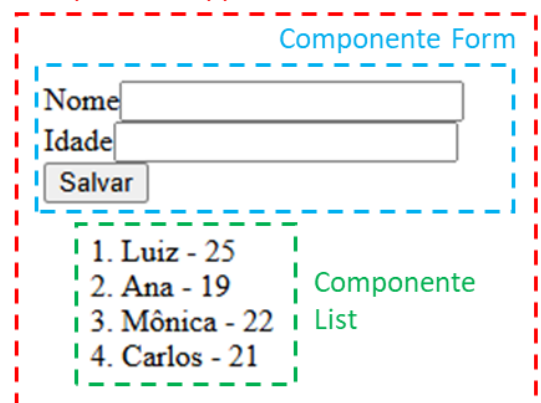 Componente Form
Nome
Idade
Salvar
1. Luiz - 25
2. Ana - 19
3. Mônica - 22
4. Carlos - 21
Componente
List